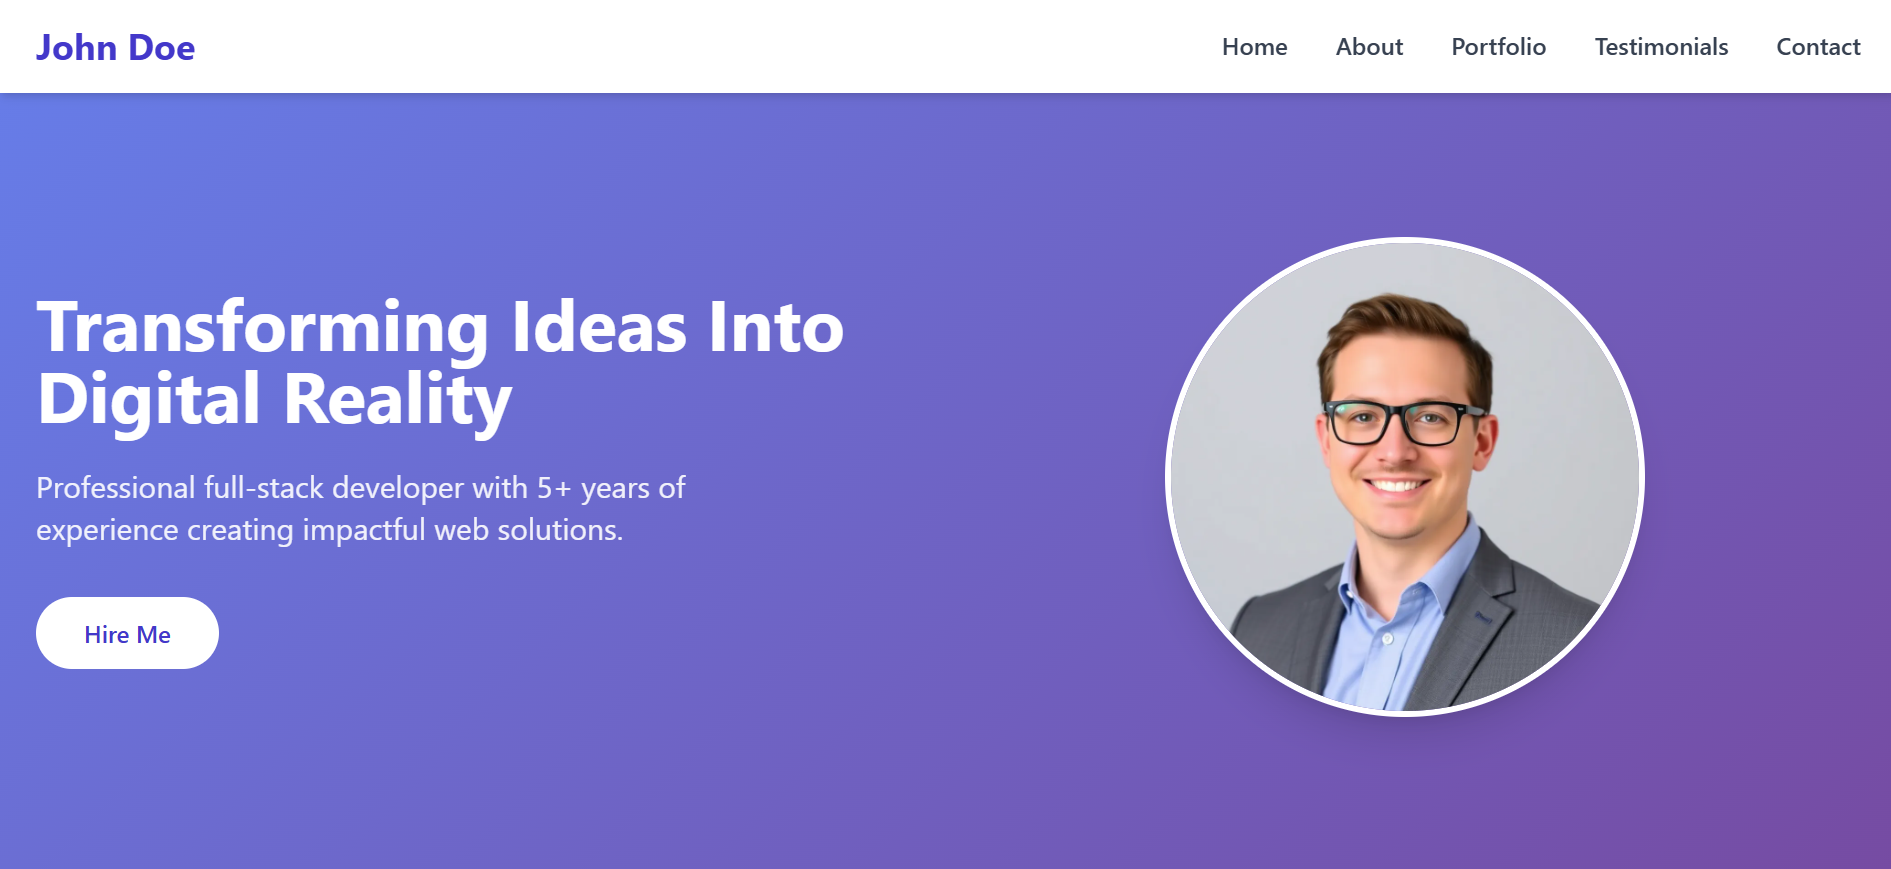 John Doe
Home
About
Portfolio
Testimonials
Contact
Transforming Ideas Into
Digital Reality
Professional full-stack developer with 5+ years of
experience creating impactful web solutions.
Hire Me